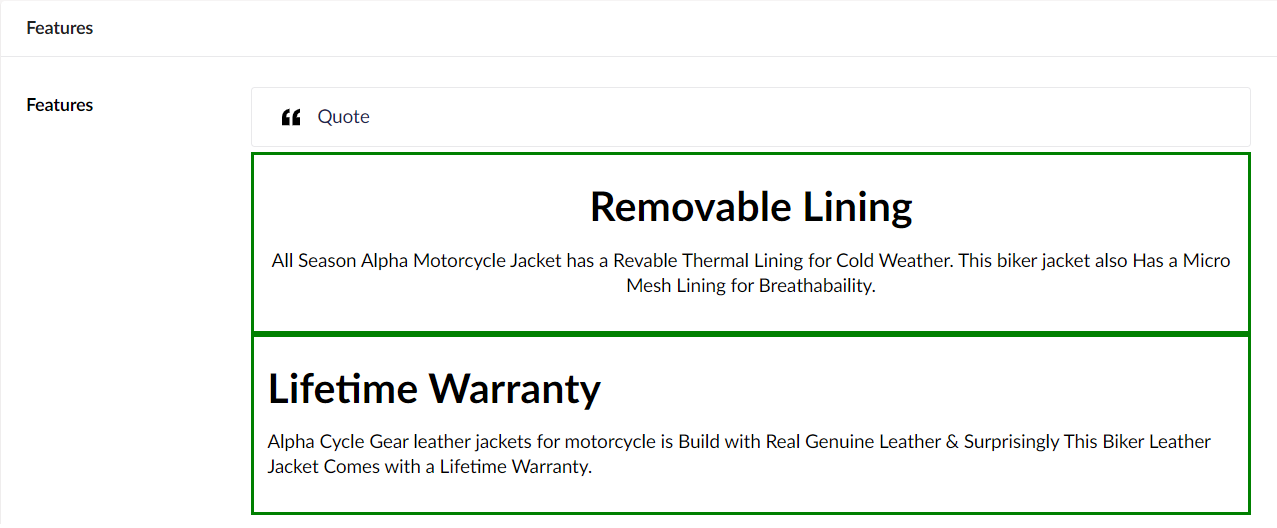 Features
Features
Quote
Removable Lining
All Season Alpha Motorcycle Jacket has a Revable Thermal Lining for Cold Weather. This biker jacket also Has a Micro
Mesh Lining for Breathabaility.
Lifetime Warranty
Alpha Cycle Gear leather jackets for motorcycle is Build with Real Genuine Leather & Surprisingly This Biker Leather
Jacket Comes with a Lifetime Warranty.